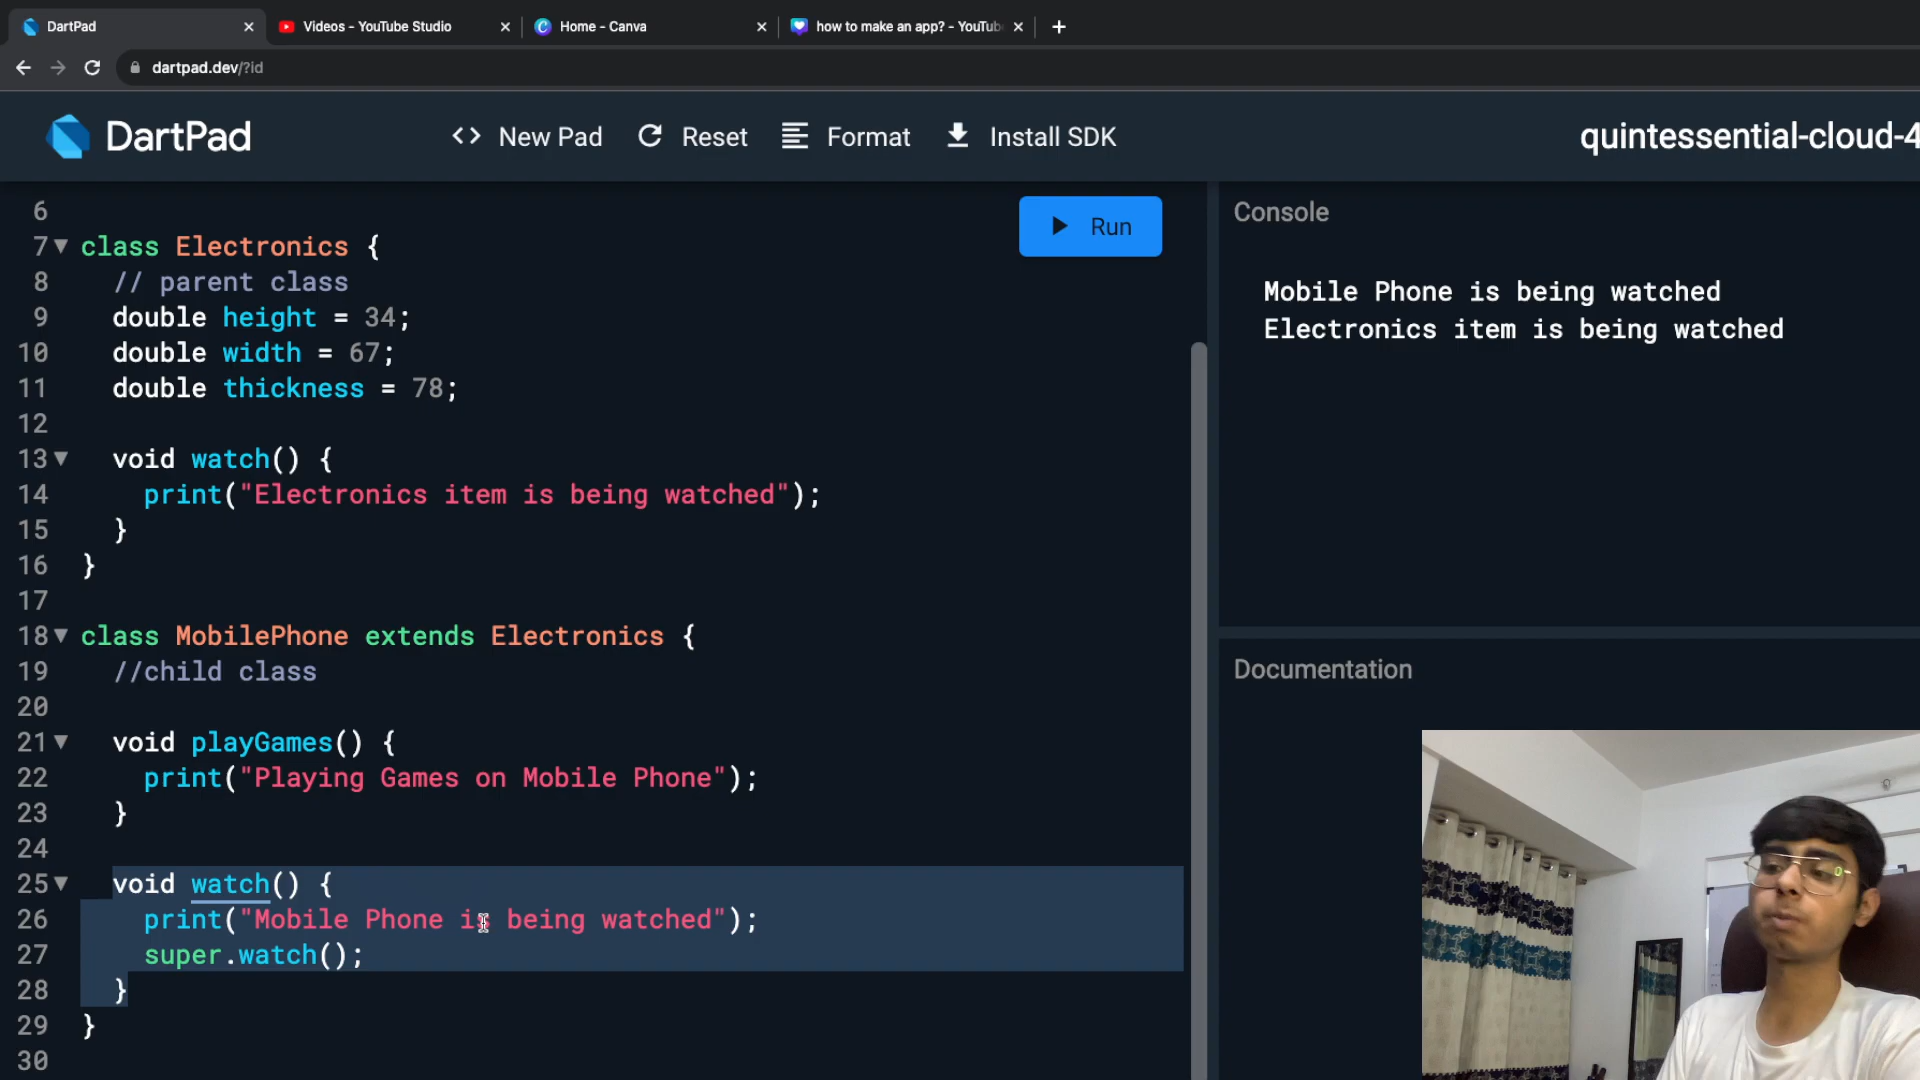 DartPad
Videos - YouTube Studio
Home - Canva
how to make an app? - YouTub
dartpad.dev/?id
DartPad
<> New Pad
Reset
Format
Install SDK
quintessential-cloud-4
6
7 class Electronics {
8 // parent class
9 double height = 34;
10 double width = 67;
11 double thickness = 78;
12
13 void watch() {
14 print("Electronics item is being watched");
15 }
16 }
17
18 class MobilePhone extends Electronics {
19 //child class
20
21 void playGames() {
22 print("Playing Games on Mobile Phone");
23 }
24
25 void watch() {
26 print("Mobile Phone is being watched");
27 super.watch();
28 }
29 }
30
Run
Console
Mobile Phone is being watched
Electronics item is being watched
Documentation